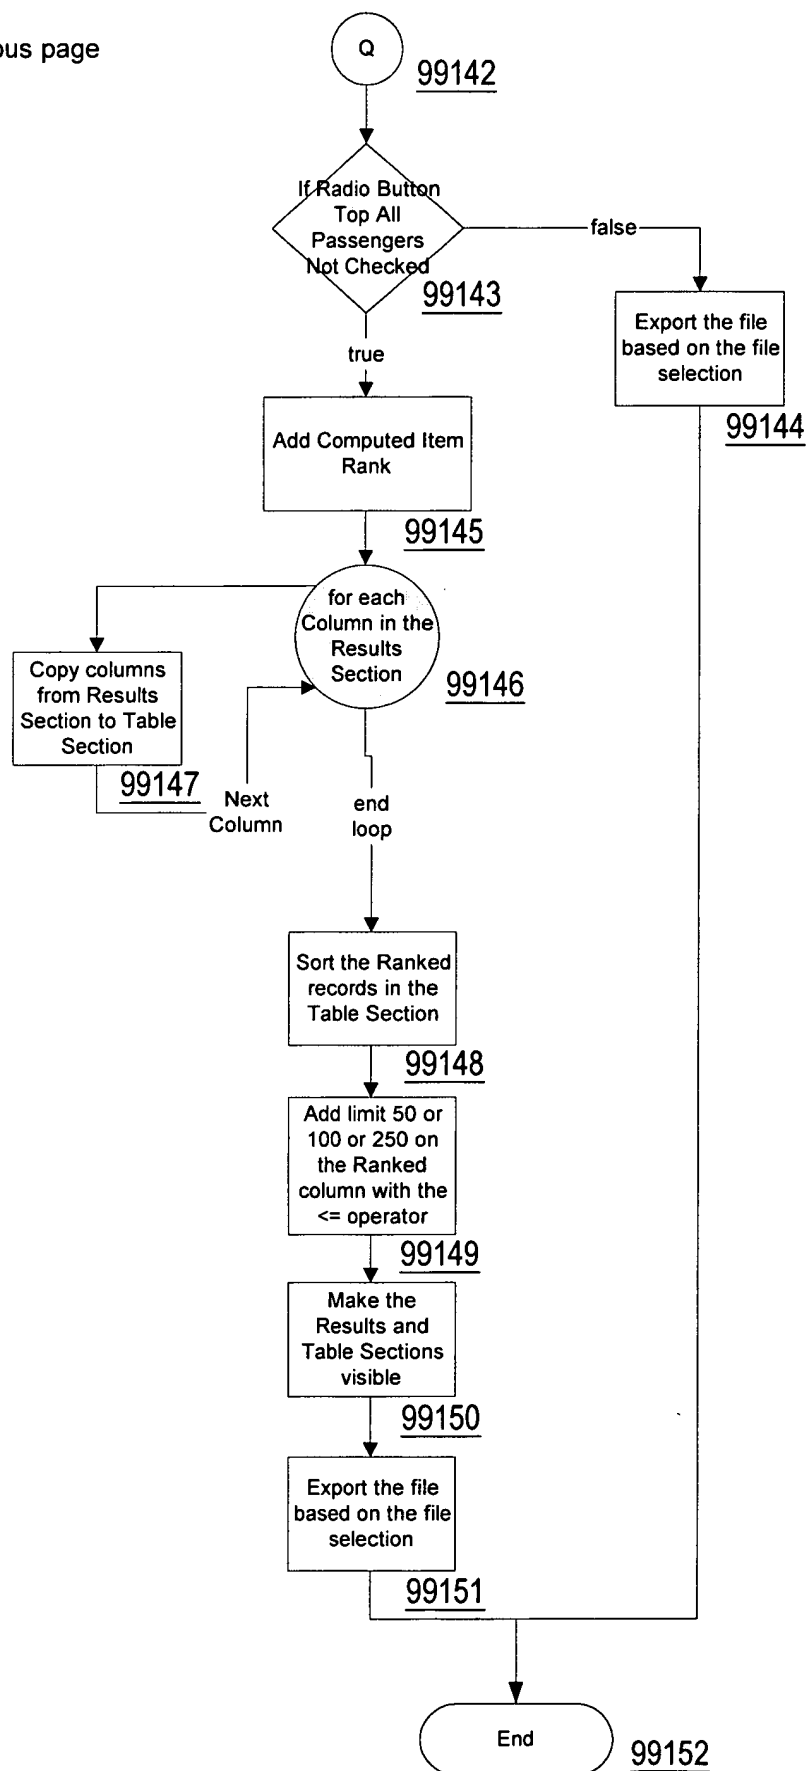 ous page
Q
99142
If Radio Button
Top All
Passengers
Not Checked
99143
false
true
Export the file
based on the file
selection
99144
Add Computed Item
Rank
99145
for each
Column in the
Results
Section
99146
Copy columns
from Results
Section to Table
Section
99147
Next
Column
end
loop
Sort the Ranked
records in the
Table Section
99148
Add limit 50 or
100 or 250 on
the Ranked
column with the
<= operator
99149
Make the
Results and
Table Sections
visible
99150
Export the file
based on the file
selection
99151
End
99152